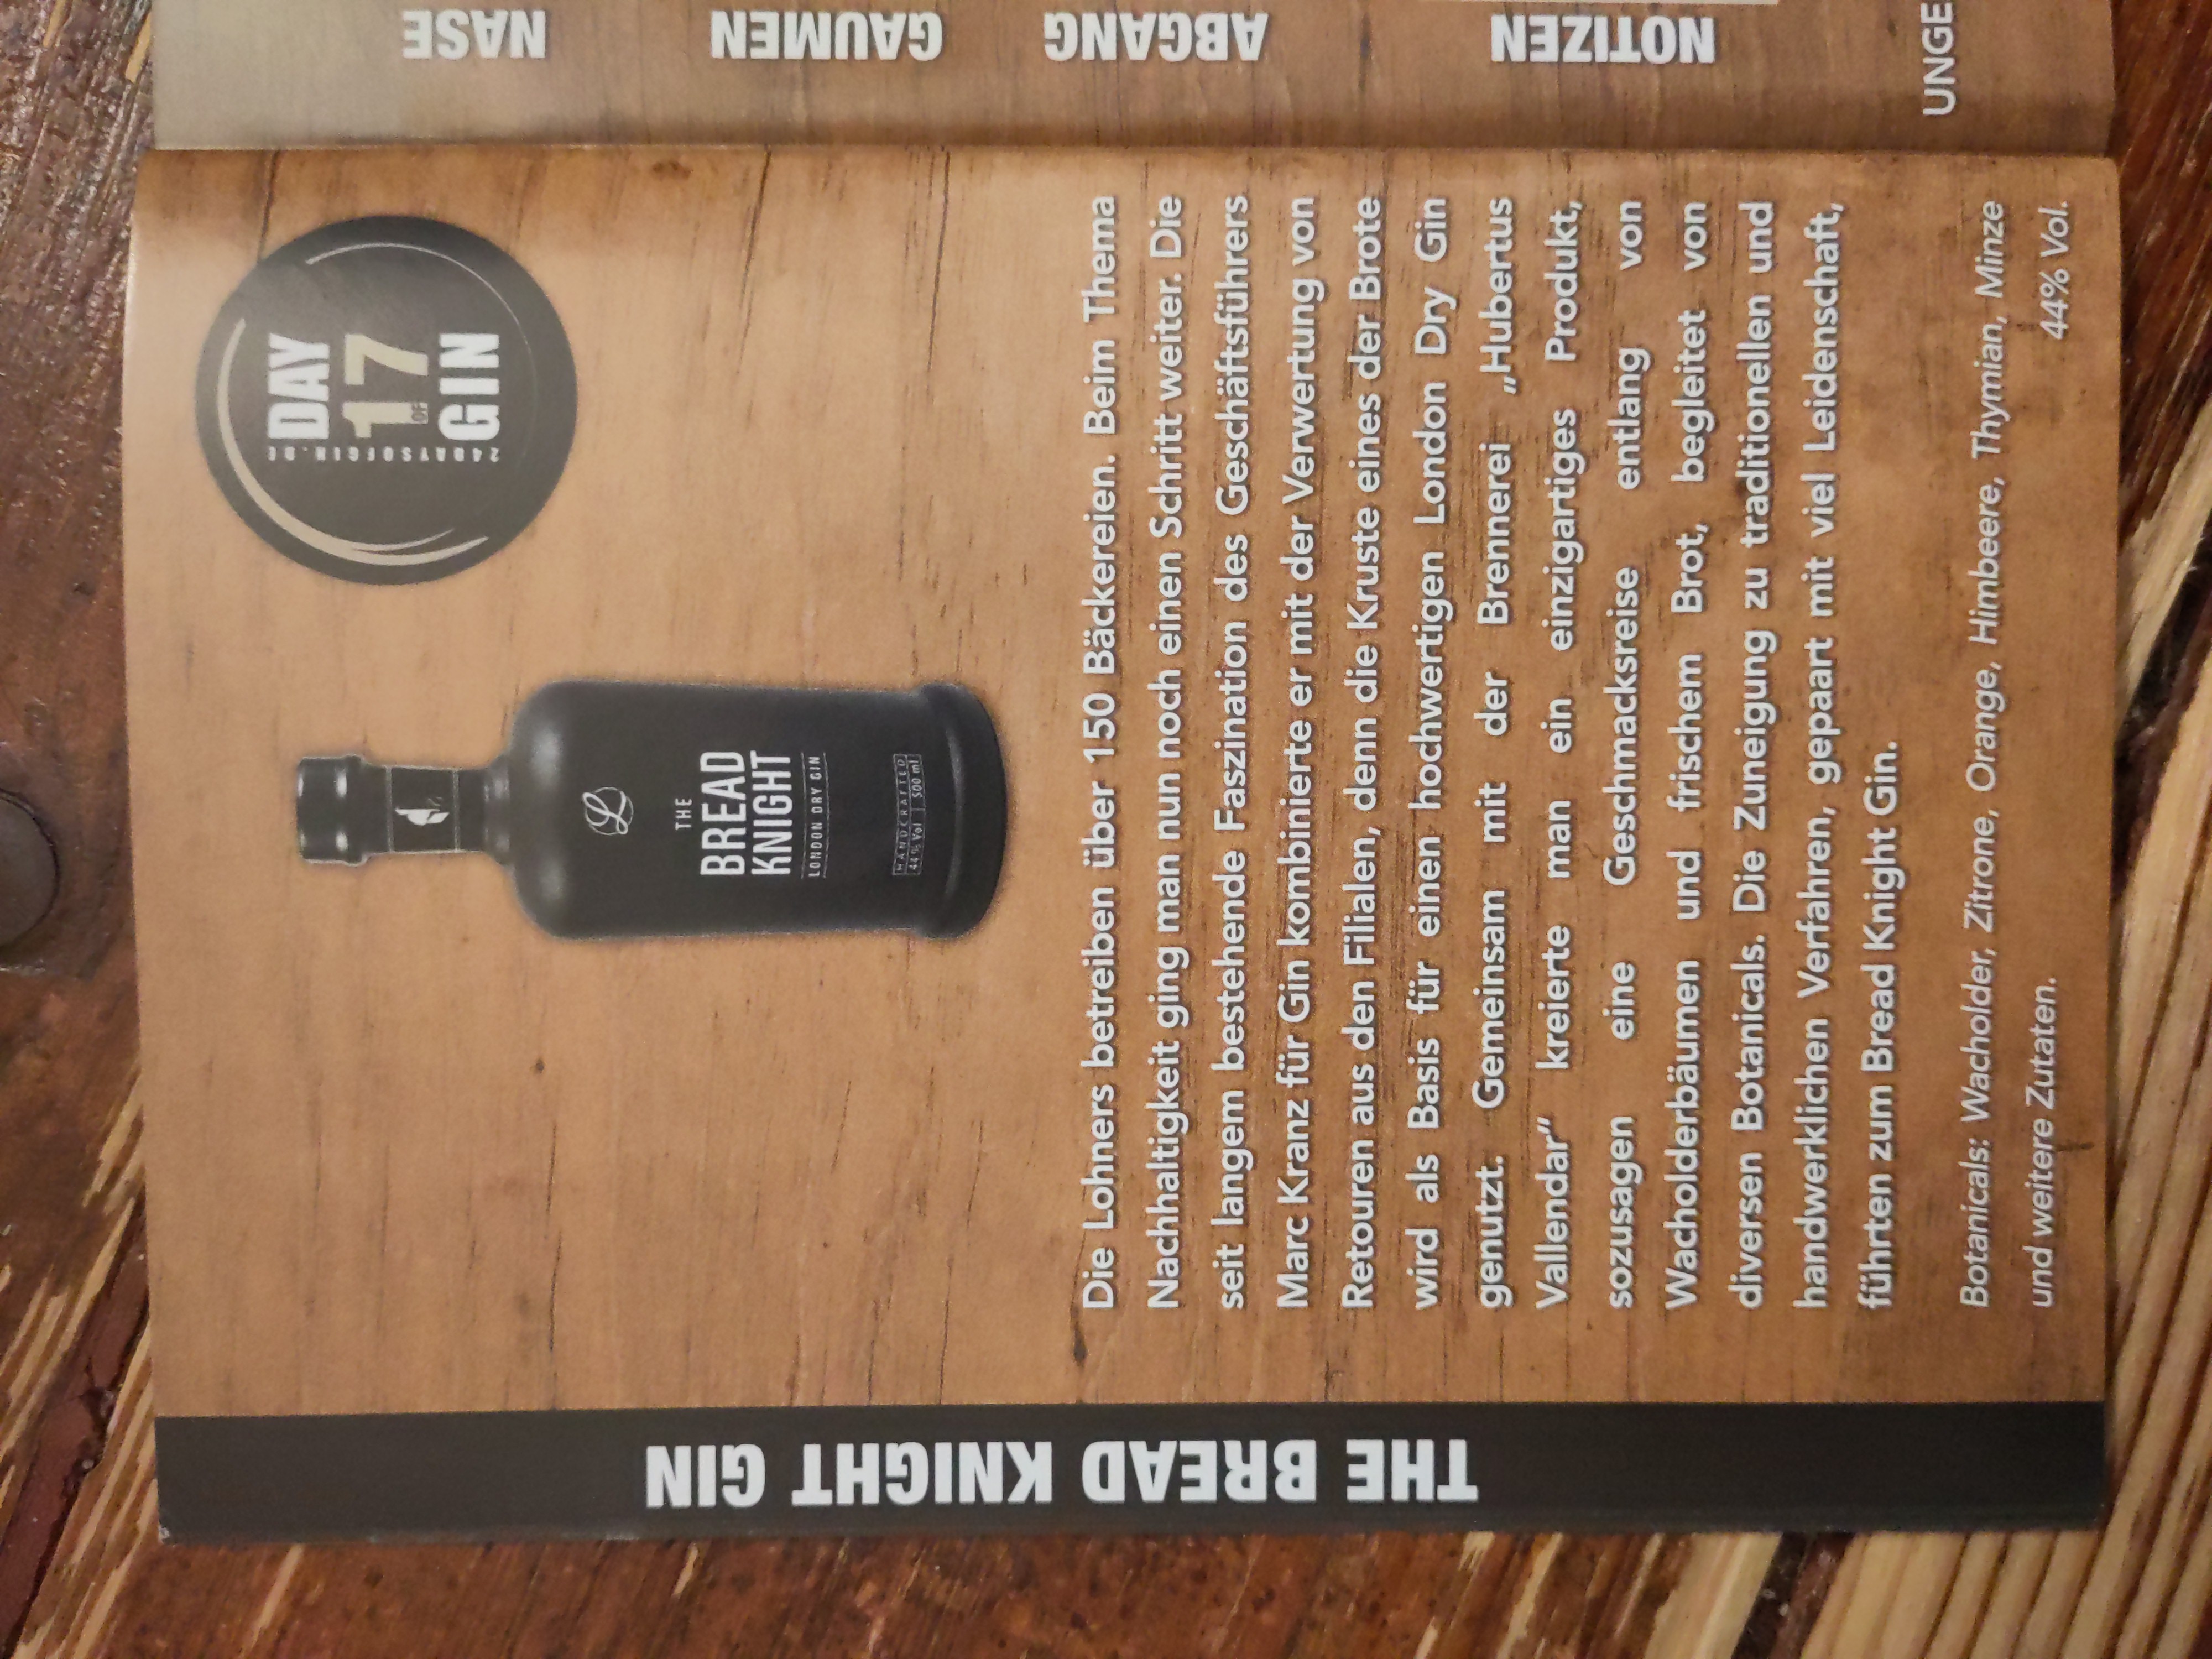 THE BREAD KNIGHT GIN
24DAYSOFGIN.DE
DAY
17
OF
GIN
L
THE
BREAD
KNIGHT
LONDON DRY GIN
HANDCRAFTED
44% Vol | 500 ml
Die Lohners betreiben über 150 Bäckereien. Beim Thema
Nachhaltigkeit ging man nun noch einen Schritt weiter. Die
seit langem bestehende Faszination des Geschäftsführers
Marc Kranz für Gin kombinierte er mit der Verwertung von
Retouren aus den Filialen, denn die Kruste eines der Brote
wird als Basis für einen hochwertigen London Dry Gin
genutzt. Gemeinsam mit der Brennerei „Hubertus
Vallendar“ kreierte man ein einzigartiges Produkt,
sozusagen eine Geschmacksreise entlang von
Wacholderbäumen und frischem Brot, begleitet von
diversen Botanicals. Die Zuneigung zu traditionellen und
handwerklichen Verfahren, gepaart mit viel Leidenschaft,
führten zum Bread Knight Gin.
Botanicals: Wacholder, Zitrone, Orange, Himbeere, Thymian, Minze
und weitere Zutaten. 44% Vol.
NASE
GAUMEN
ABGANG
NOTIZEN
UNGE